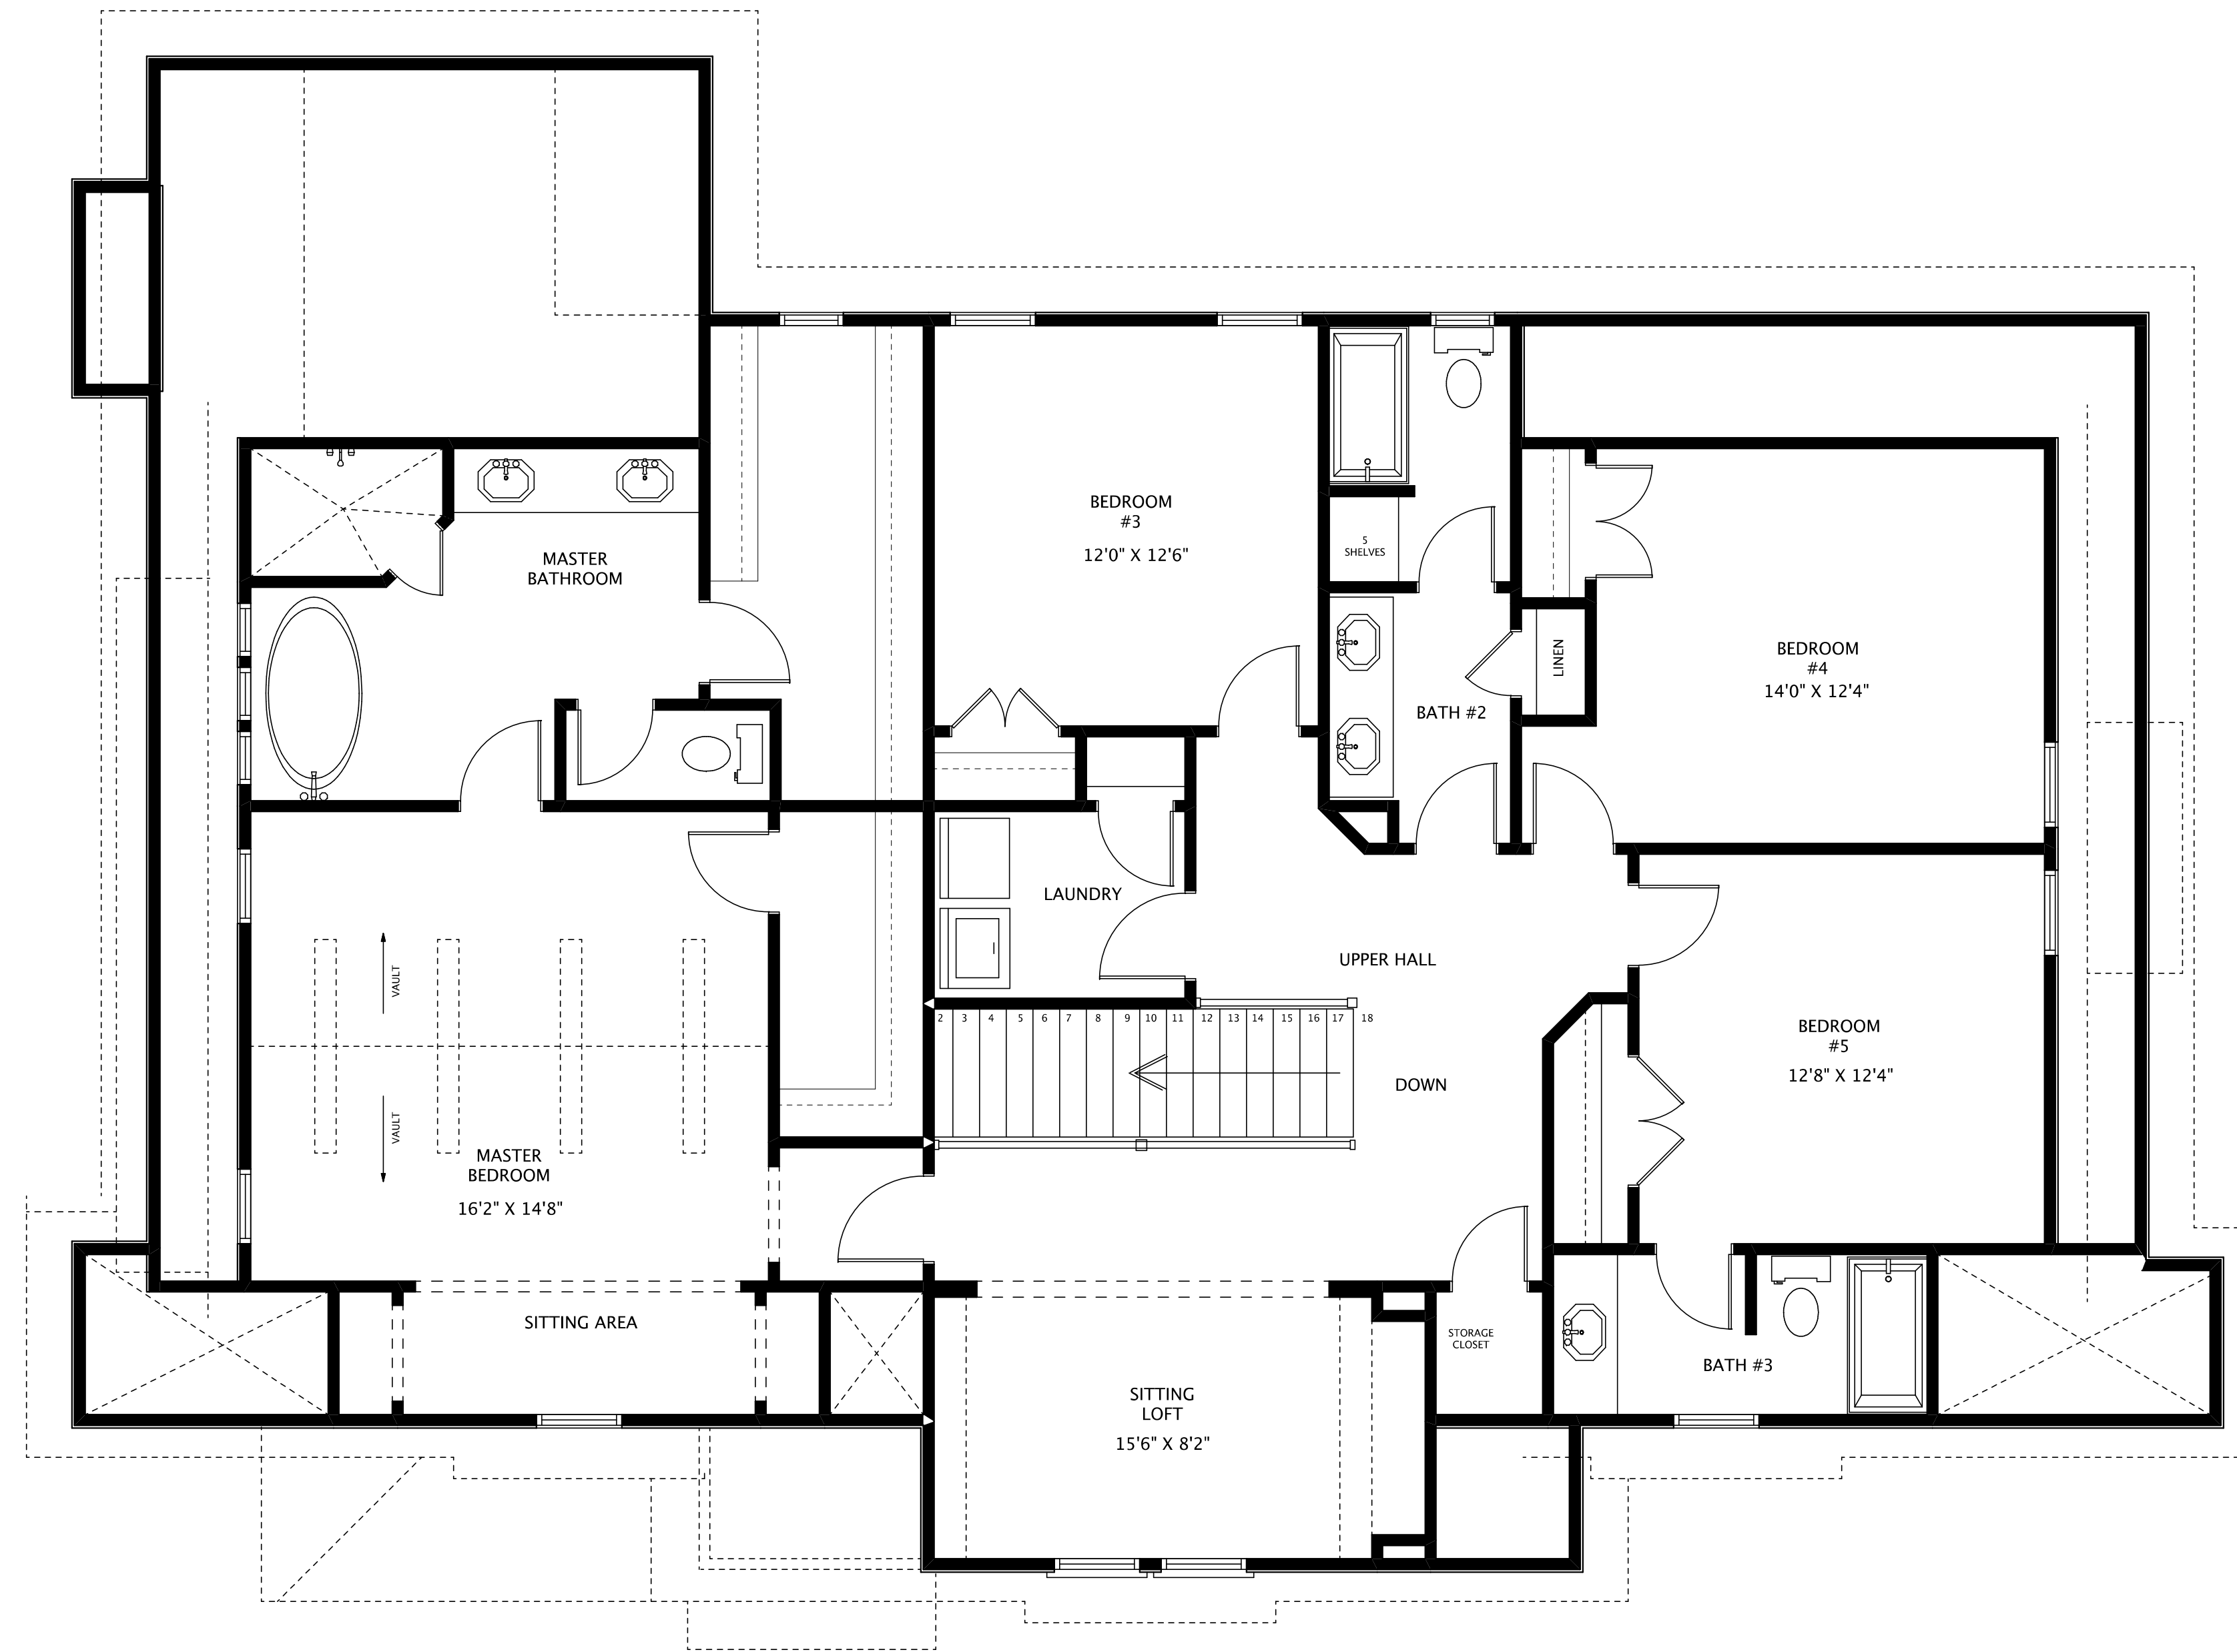 BEDROOM
#3
12'0" X 12'6"
5
SHELVES
MASTER
BATHROOM
BEDROOM
#4
14'0" X 12'4"
LINEN
BATH #2
LAUNDRY
UPPER HALL
VAULT
VAULT
2 3 4 5 6 7 8 9 10 11 12 13 14 15 16 17 18
DOWN
BEDROOM
#5
12'8" X 12'4"
MASTER
BEDROOM
16'2" X 14'8"
SITTING AREA
STORAGE
CLOSET
BATH #3
SITTING
LOFT
15'6" X 8'2"